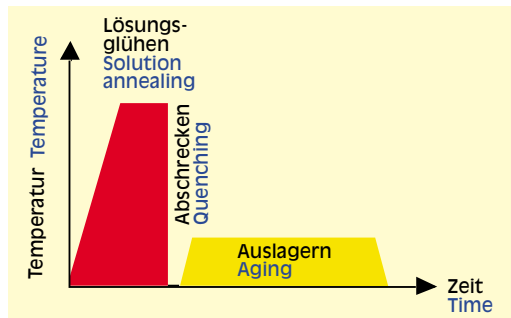 Lösungs-
glühen
Solution
annealing
Temperatur Temperature
Abschrecken
Quenching
Auslagern
Aging
Zeit
Time